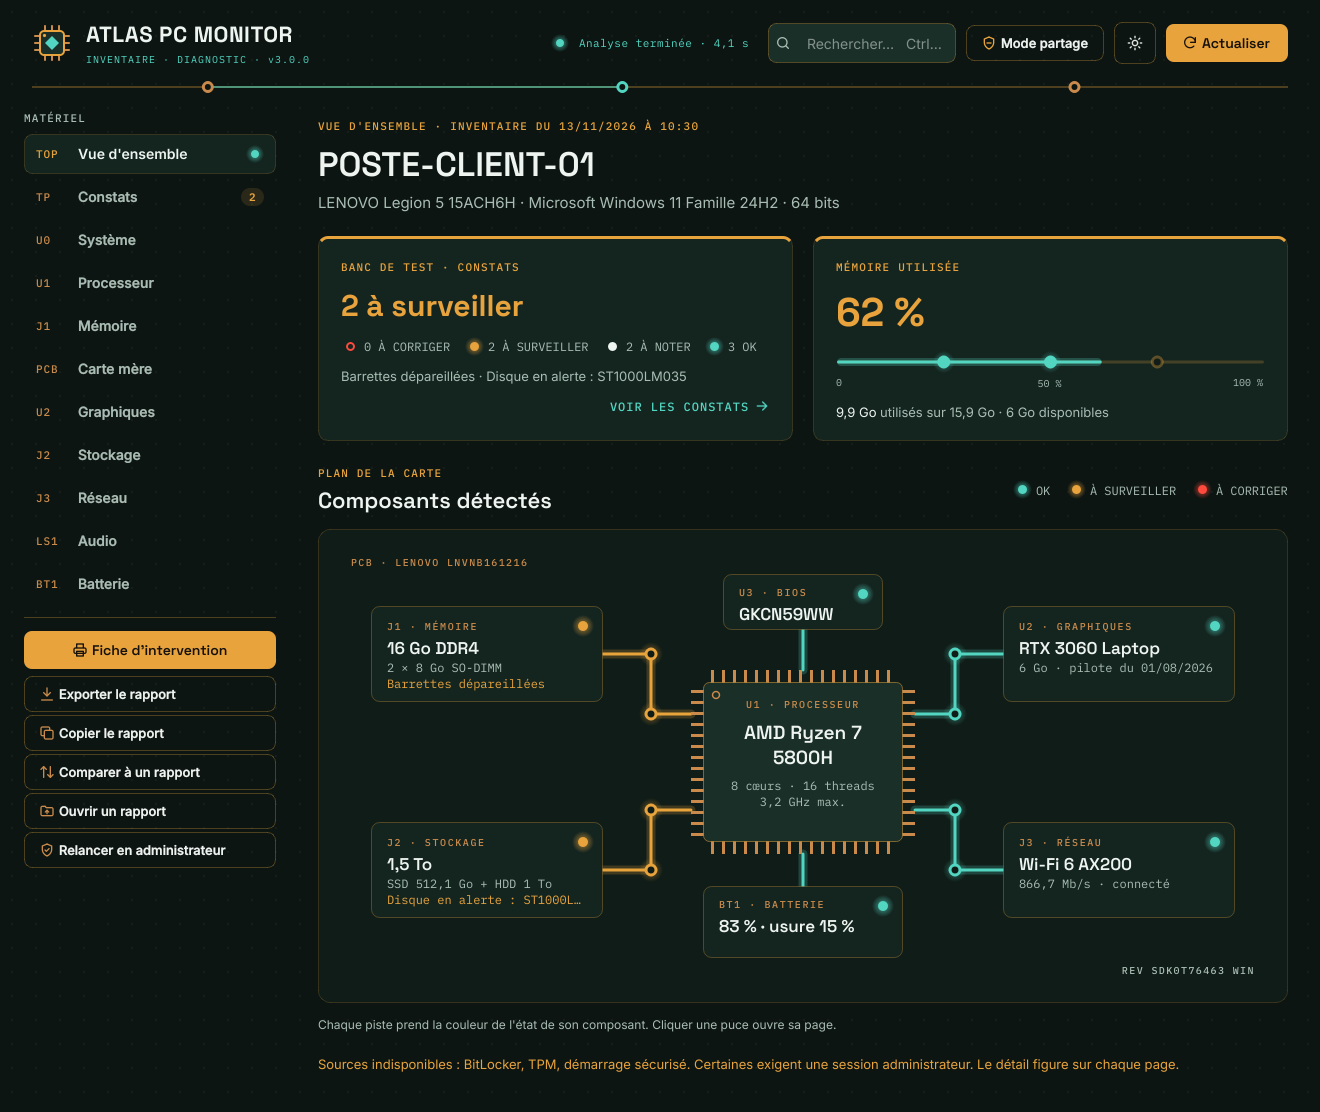 ATLAS PC MONITOR
INVENTAIRE · DIAGNOSTIC · v3.0.0
Analyse terminée · 4,1 s
Rechercher... Ctrl...
Mode partage
Actualiser
MATÉRIEL
TOP Vue d'ensemble
TP Constats 2
U0 Système
U1 Processeur
J1 Mémoire
PCB Carte mère
U2 Graphiques
J2 Stockage
J3 Réseau
LS1 Audio
BT1 Batterie
Fiche d'intervention
Exporter le rapport
Copier le rapport
Comparer à un rapport
Ouvrir un rapport
Relancer en administrateur
VUE D'ENSEMBLE · INVENTAIRE DU 13/11/2026 À 10:30
POSTE-CLIENT-01
LENOVO Legion 5 15ACH6H · Microsoft Windows 11 Famille 24H2 · 64 bits
BANC DE TEST · CONSTATS
2 à surveiller
0 À CORRIGER 2 À SURVEILLER 2 À NOTER 3 OK
Barrettes dépareillées · Disque en alerte : ST1000LM035
VOIR LES CONSTATS →
MÉMOIRE UTILISÉE
62 %
0 50 % 100 %
9,9 Go utilisés sur 15,9 Go · 6 Go disponibles
PLAN DE LA CARTE
Composants détectés
OK À SURVEILLER À CORRIGER
PCB · LENOVO LNVNB161216
U3 · BIOS
GKCN59WW
J1 · MÉMOIRE
16 Go DDR4
2 × 8 Go SO-DIMM
Barrettes dépareillées
U2 · GRAPHIQUES
RTX 3060 Laptop
6 Go · pilote du 01/08/2026
U1 · PROCESSEUR
AMD Ryzen 7
5800H
8 cœurs · 16 threads
3,2 GHz max.
J2 · STOCKAGE
1,5 To
SSD 512,1 Go + HDD 1 To
Disque en alerte : ST1000L…
J3 · RÉSEAU
Wi-Fi 6 AX200
866,7 Mb/s · connecté
BT1 · BATTERIE
83 % · usure 15 %
REV SDK0T76463 WIN
Chaque piste prend la couleur de l'état de son composant. Cliquer une puce ouvre sa page.
Sources indisponibles : BitLocker, TPM, démarrage sécurisé. Certaines exigent une session administrateur. Le détail figure sur chaque page.